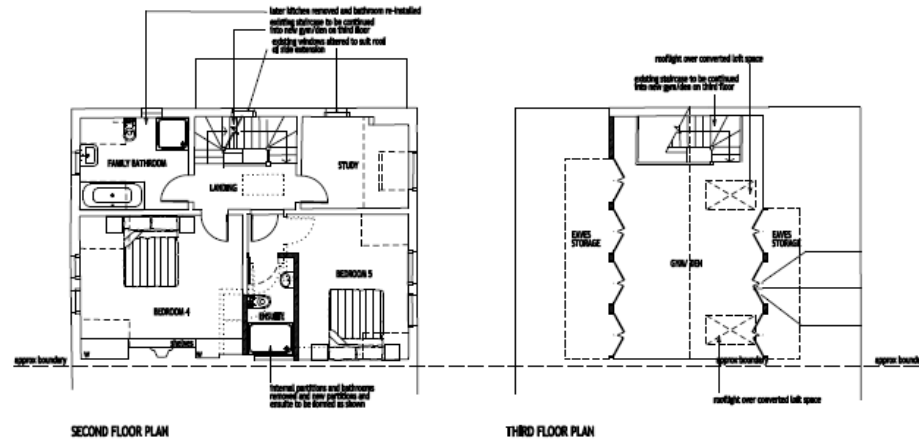 later kitchen removed and bathroom re-installed
existing staircase to be continued
into new gym/den on third floor
existing windows altered to suit roof
of side extension
FAMILY BATHROOM
LANDING
STUDY
BEDROOM 4
ENSUITE
BEDROOM 5
shelves
W
W
approx boundary
internal partitions and bathrooms
removed and new partitions and
ensuite to be formed as shown
SECOND FLOOR PLAN
rooflight over converted loft space
existing staircase to be continued
into new gym/den on third floor
EAVES
STORAGE
GYM/DEN
EAVES
STORAGE
approx boundary
approx bound
rooflight over converted loft space
THIRD FLOOR PLAN